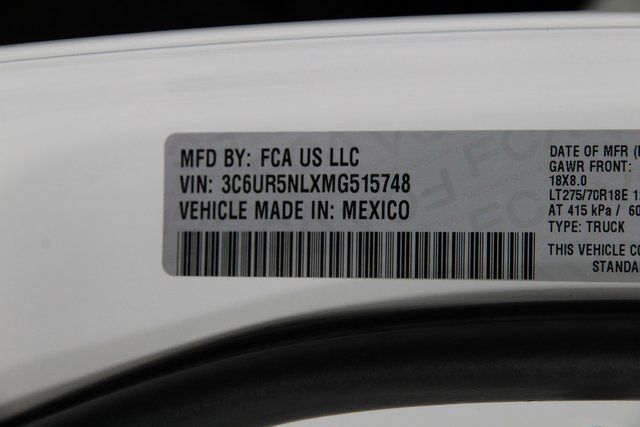 MFD BY: FCA US LLC
VIN: 3C6UR5NLXMG515748
VEHICLE MADE IN: MEXICO
DATE OF MFR
GAWR FRONT:
18X8.0
LT275/70R18E
AT 415 kPa / 60
TYPE: TRUCK
THIS VEHICLE